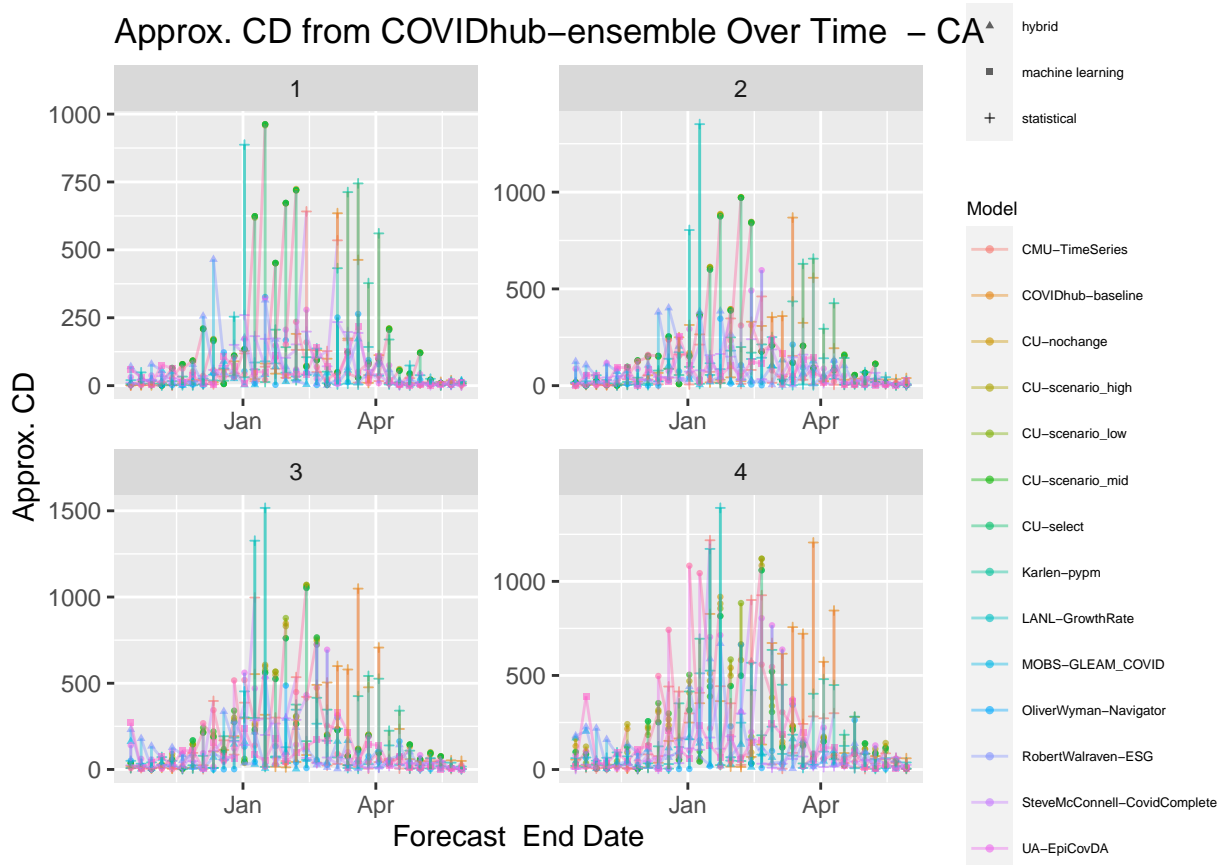 Approx. CD from COVIDhub−ensemble Over Time − CA
1
2
1000
750
500
250
0
Jan
Apr
1000
500
0
Jan
Apr
3
4
1500
1000
500
0
Jan
Apr
1000
500
0
Jan
Apr
Approx. CD
Forecast End Date
hybrid
machine learning
statistical
Model
CMU−TimeSeries
COVIDhub−baseline
CU−nochange
CU−scenario_high
CU−scenario_low
CU−scenario_mid
CU−select
Karlen−pypm
LANL−GrowthRate
MOBS−GLEAM_COVID
OliverWyman−Navigator
RobertWalraven−ESG
SteveMcConnell−CovidComplete
UA−EpiCovDA